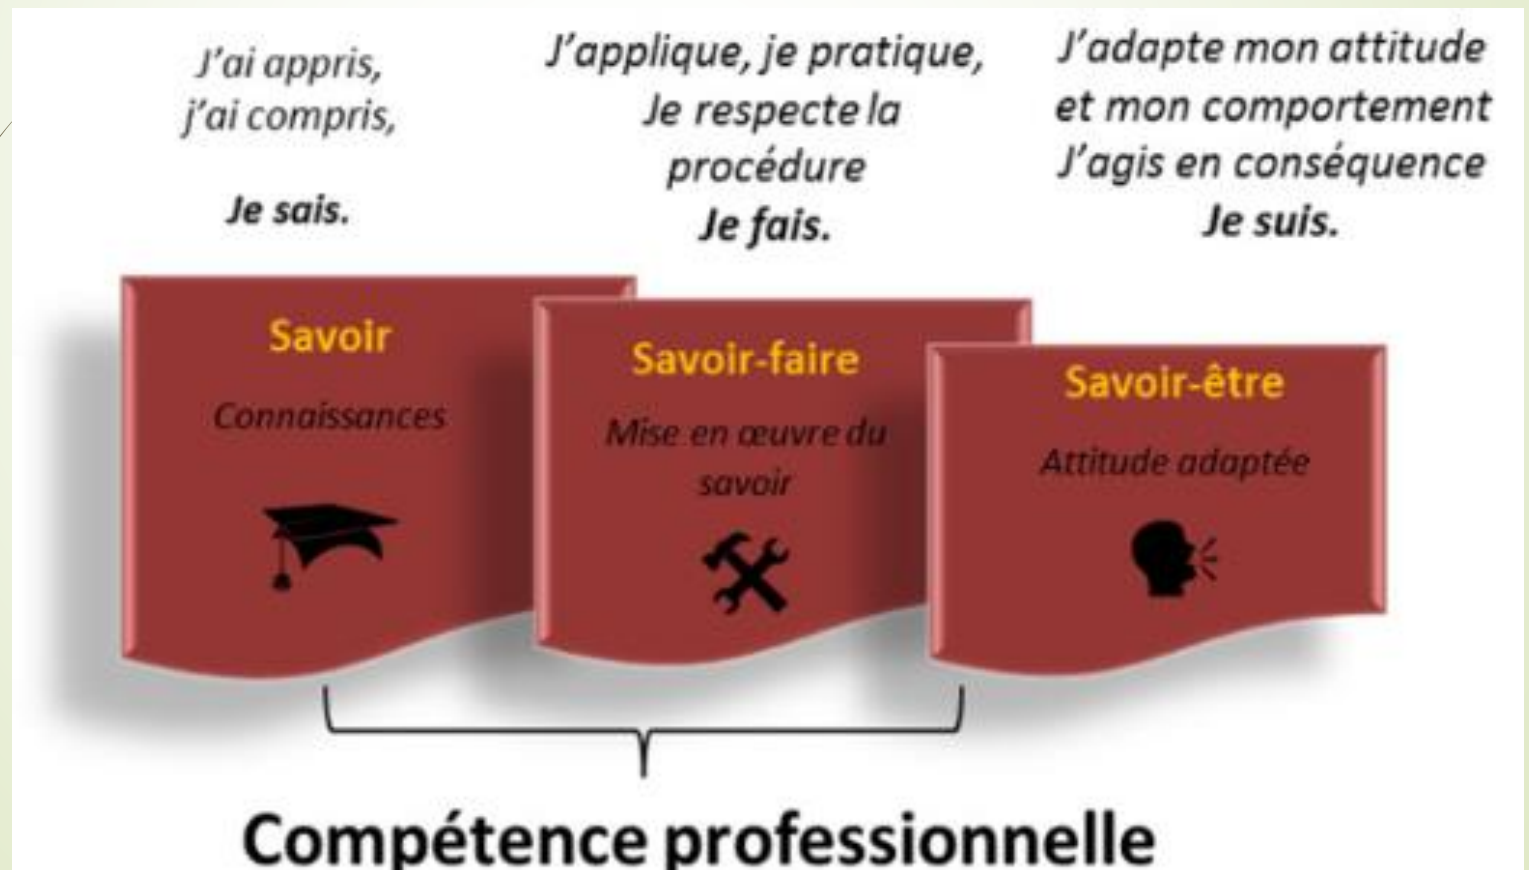 J'ai appris,
j'ai compris,
Je sais.
J'applique, je pratique,
Je respecte la
procédure
Je fais.
J'adapte mon attitude
et mon comportement
J'agis en conséquence
Je suis.
Savoir
Connaissances
Savoir-faire
Mise en œuvre du
savoir
Savoir-être
Attitude adaptée
Compétence professionnelle